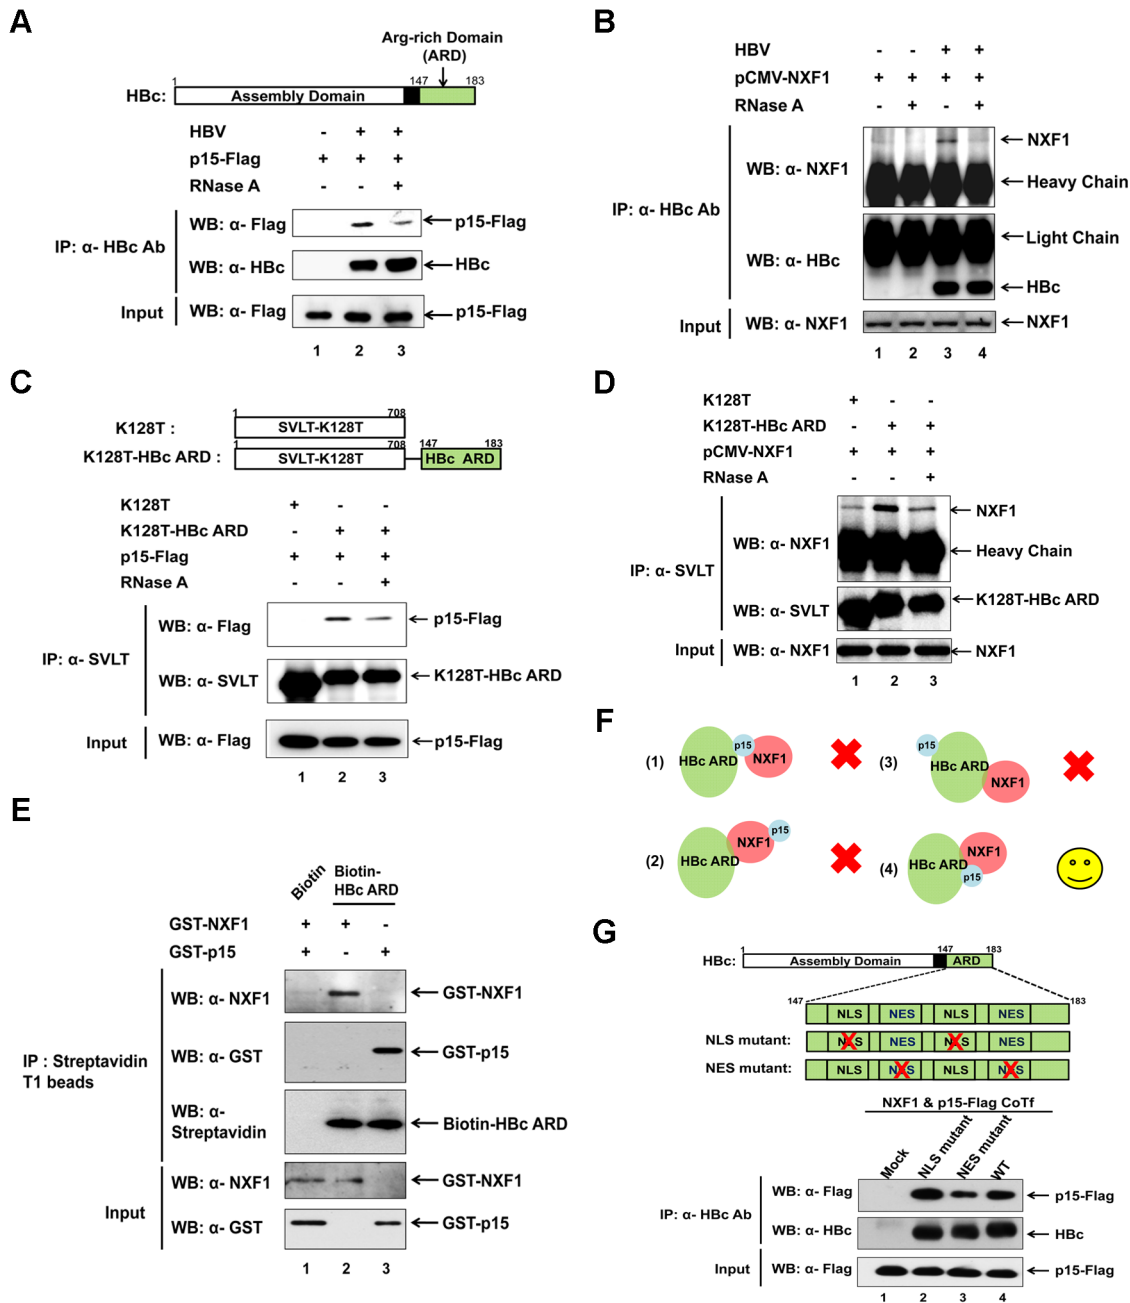 A
Arg-rich Domain
(ARD)
1 147 183
HBc: Assembly Domain
HBV - + +
p15-Flag + + +
RNase A - - +
IP: α- HBc Ab
WB: α- Flag p15-Flag
WB: α- HBc HBc
Input WB: α- Flag p15-Flag
1 2 3
B
HBV - - + +
pCMV-NXF1 + + + +
RNase A - + - +
IP: α- HBc Ab
WB: α- NXF1 NXF1
Heavy Chain
Light Chain
WB: α- HBc
HBc
Input WB: α- NXF1 NXF1
1 2 3 4
C
1 708
K128T : SVLT-K128T
1 708 147 183
K128T-HBc ARD : SVLT-K128T HBc ARD
K128T + - -
K128T-HBc ARD - + +
p15-Flag + + +
RNase A - - +
IP: α- SVLT
WB: α- Flag p15-Flag
WB: α- SVLT K128T-HBc ARD
Input WB: α- Flag p15-Flag
1 2 3
D
K128T + - -
K128T-HBc ARD - + +
pCMV-NXF1 + + +
RNase A - - +
IP: α- SVLT
WB: α- NXF1 NXF1
Heavy Chain
WB: α- SVLT K128T-HBc ARD
Input WB: α- NXF1 NXF1
1 2 3
E
Biotin
Biotin-
HBc ARD
GST-NXF1 + + -
GST-p15 + - +
IP : Streptavidin
T1 beads
WB: α- NXF1 GST-NXF1
WB: α- GST GST-p15
WB: α-
Streptavidin Biotin-HBc ARD
Input
WB: α- NXF1 GST-NXF1
WB: α- GST GST-p15
1 2 3
F
(1) HBc ARD p15 NXF1
(3) p15 HBc ARD NXF1
(2) HBc ARD NXF1 p15
(4) HBc ARD NXF1 p15
G
1 147 183
HBc: Assembly Domain ARD
147 183
NLS NES NLS NES
NLS mutant: NLS NES NLS NES
NES mutant: NLS NES NLS NES
NXF1 & p15-Flag CoTf
Mock NLS mutant NES mutant WT
IP: α- HBc Ab
WB: α- Flag p15-Flag
WB: α- HBc HBc
Input WB: α- Flag p15-Flag
1 2 3 4